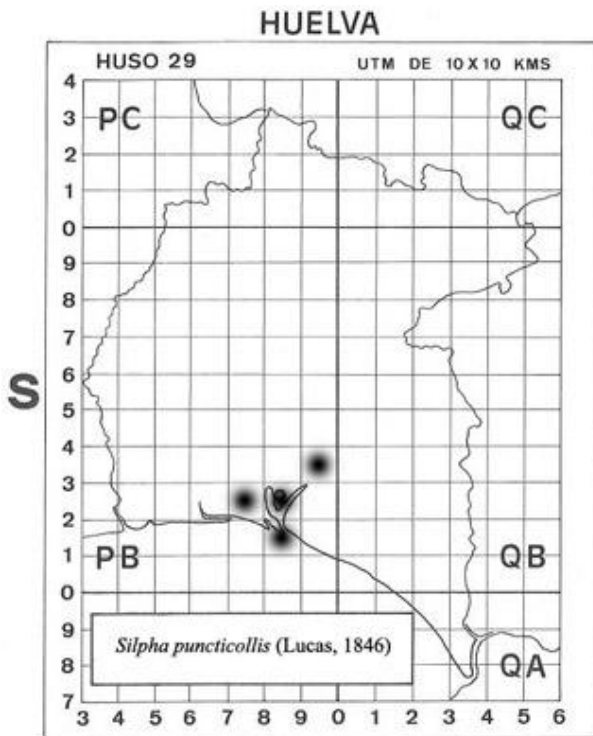 HUELVA
HUSO 29 UTM DE 10 X 10 KMS
4
PC QC
3
2
1
0
9
8
7
6
S
5
4
3
2
PB QB
1
0
9
Silpha puncticollis (Lucas, 1846)
QA
8
7
3 4 5 6 7 8 9 0 1 2 3 4 5 6